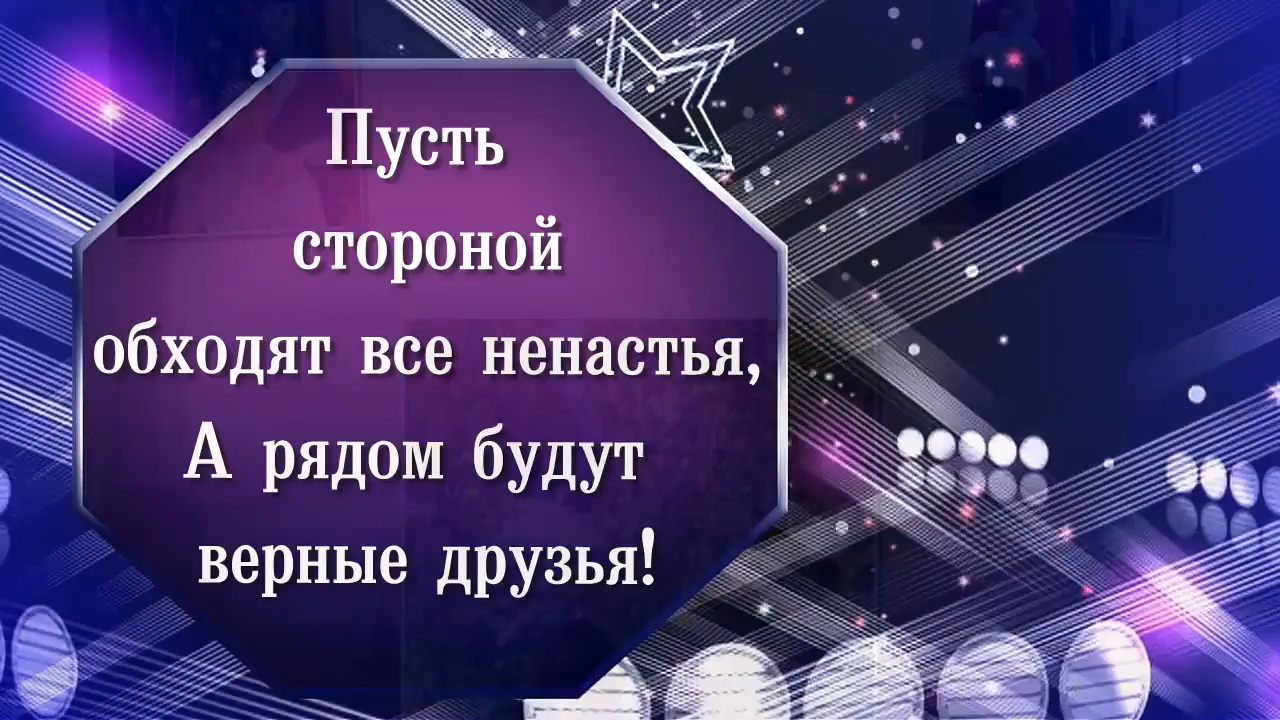 Пусть
стороной
обходят все ненастья,
А рядом будут
верные друзья!